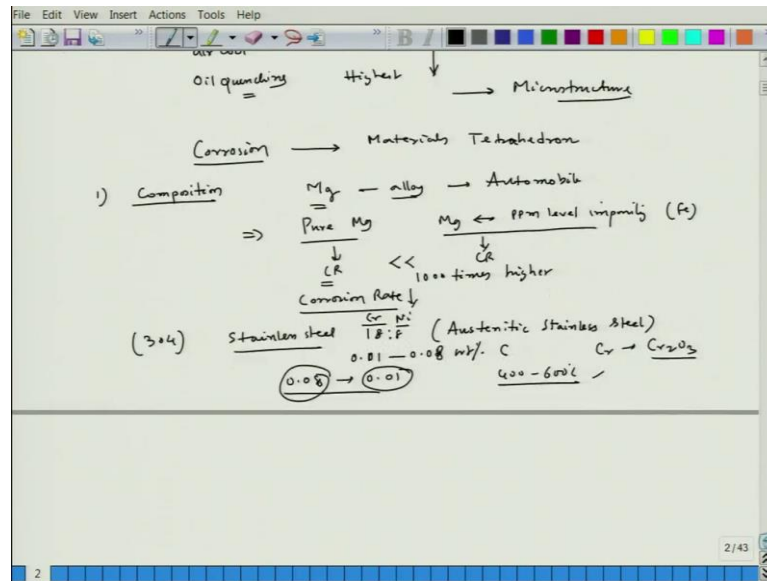 File Edit View Insert Actions Tools Help
air cool
Oil quenching Highest ↓ → Microstructure
Corrosion → Materials Tetrahedron
1) Composition Mg - alloy → Automobile
⇒ Pure Mg Mg ↔ ppm level impurity (Fe)
↓ ↓
CR << CR
1000 times higher
Corrosion Rate ↓
Cr Ni
(304) Stainless steel 18:8 (Austenitic Stainless Steel)
0.01 — 0.08 wt% C Cr → Cr2O3
0.08 → 0.01 400-600°C
2/43
2